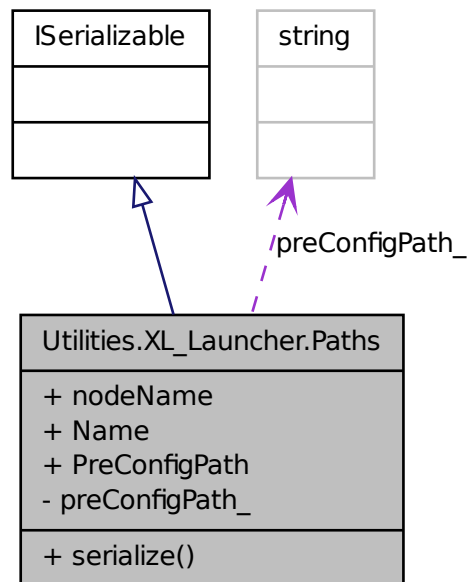 ISerializable
string
preConfigPath_
Utilities.XL_Launcher.Paths
+ nodeName
+ Name
+ PreConfigPath
- preConfigPath_
+ serialize()